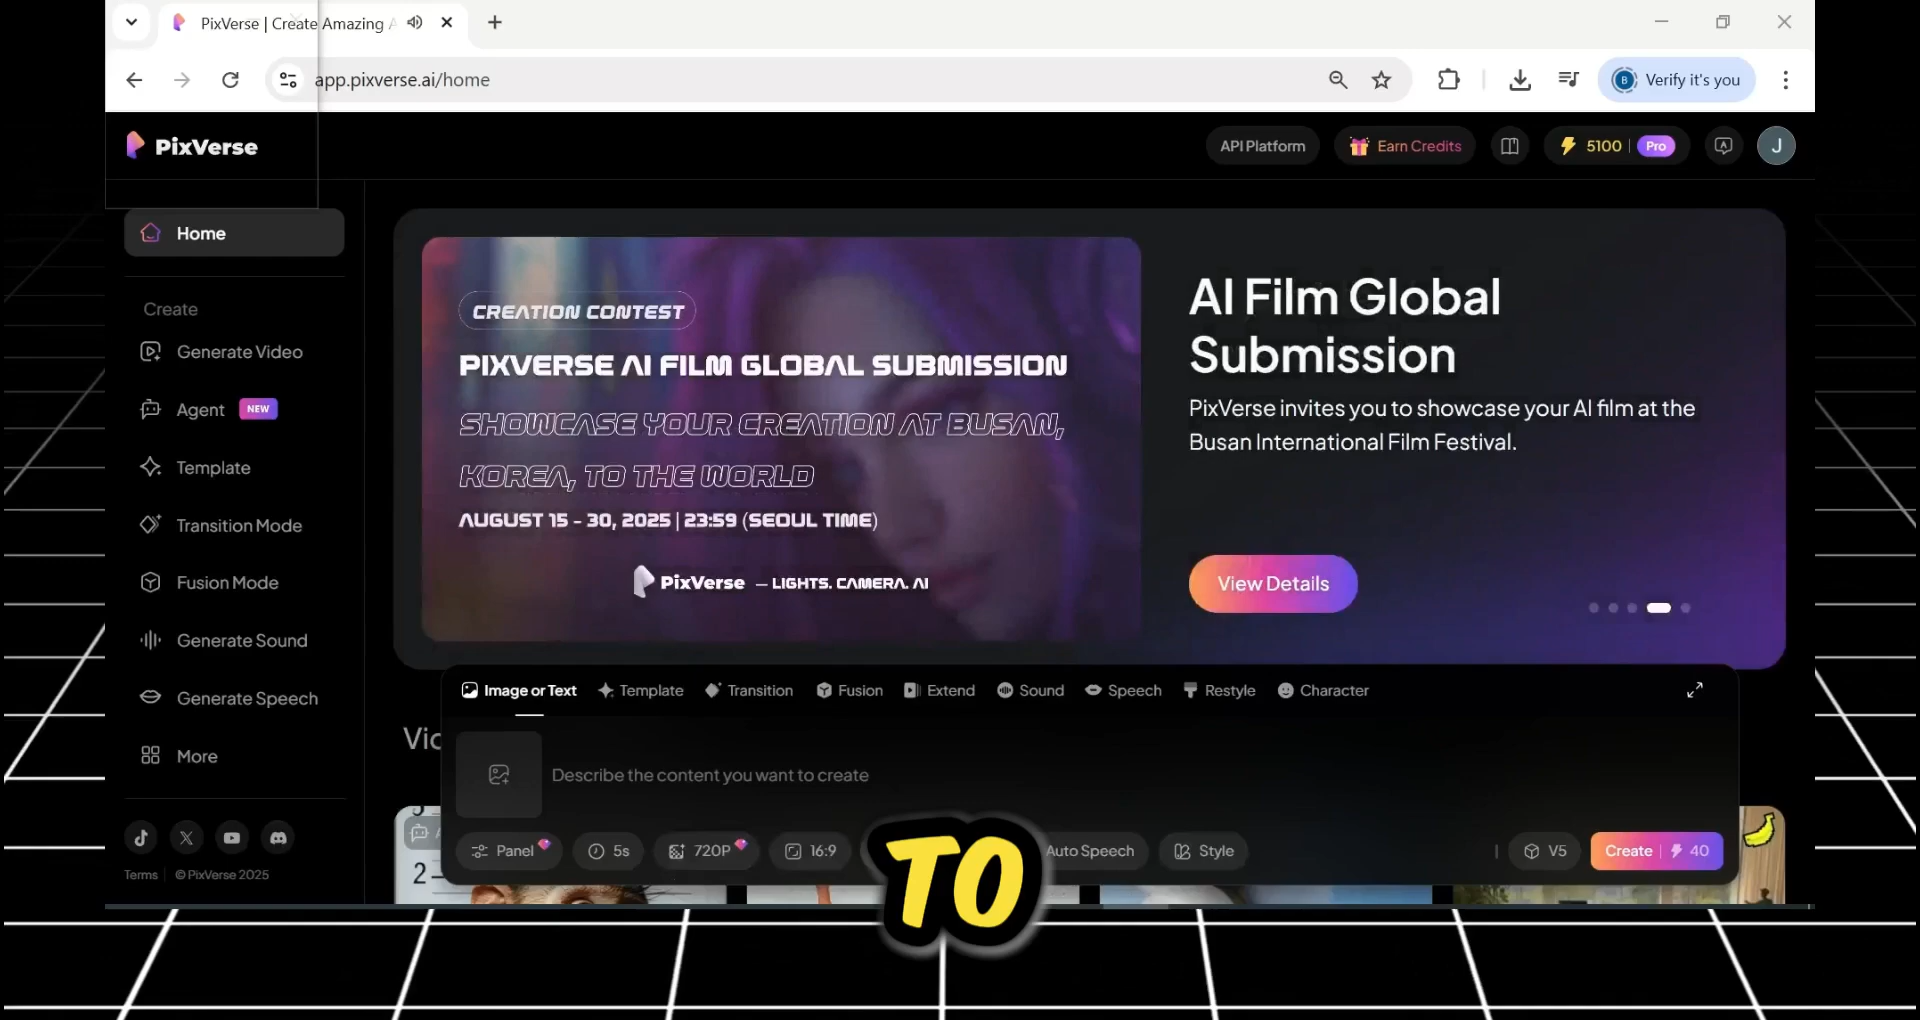 PixVerse | Create Amazing A
app.pixverse.ai/home
B
Verify it's you
PixVerse
API Platform
Earn Credits
5100
Pro
J
Home
Create
Generate Video
Agent
NEW
Template
Transition Mode
Fusion Mode
Generate Sound
Generate Speech
More
Terms
© PixVerse 2025
CREATION CONTEST
PIXVERSE AI FILM GLOBAL SUBMISSION
SHOWCASE YOUR CREATION AT BUSAN,
KOREA, TO THE WORLD
AUGUST 15 - 30, 2025 | 23:59 (SEOUL TIME)
PixVerse — LIGHTS. CAMERA. AI
AI Film Global
Submission
PixVerse invites you to showcase your AI film at the
Busan International Film Festival.
View Details
Image or Text
Template
Transition
Fusion
Extend
Sound
Speech
Restyle
Character
Describe the content you want to create
Panel
5s
720P
16:9
Auto Speech
Style
V5
Create
40
2
TO